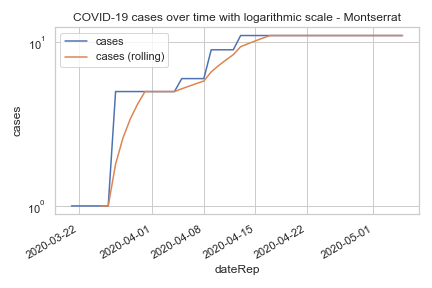 COVID-19 cases over time with logarithmic scale - Montserrat
cases
cases (rolling)
10¹
10⁰
cases
2020-03-22
2020-04-01
2020-04-08
2020-04-15
2020-04-22
2020-05-01
dateRep